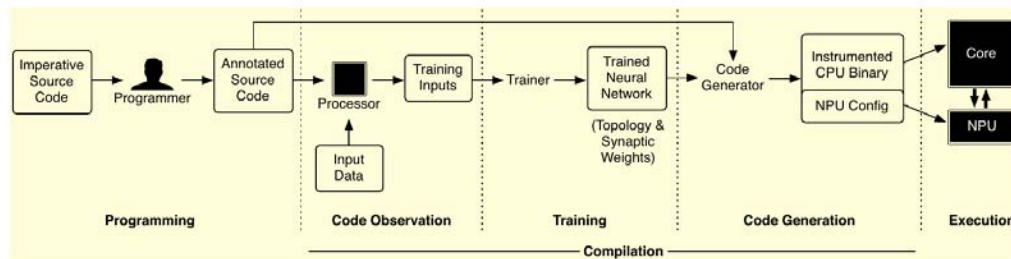 Imperative
Source
Code
Programmer
Annotated
Source
Code
Processor
Input
Data
Training
Inputs
Trainer
Trained
Neural
Network
(Topology &
Synaptic
Weights)
Code
Generator
Instrumented
CPU Binary
NPU Config
Core
NPU
Programming
Code Observation
Training
Code Generation
Execution
Compilation